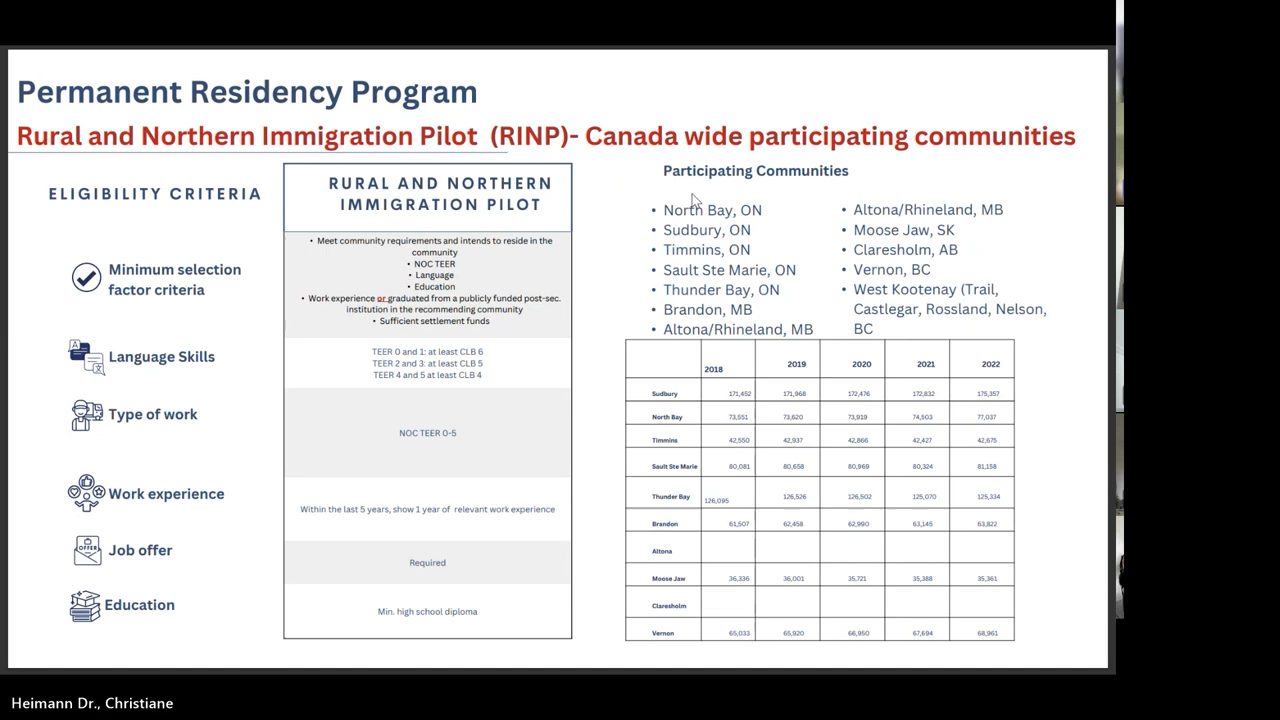 Permanent Residency Program
Rural and Northern Immigration Pilot (RINP)- Canada wide participating communities
ELIGIBILITY CRITERIA
RURAL AND NORTHERN
IMMIGRATION PILOT
Minimum selection
factor criteria
• Meet community requirements and intends to reside in the
community
• NOC TEER
• Language
• Education
• Work experience or graduated from a publicly funded post-sec.
institution in the recommending community
• Sufficient settlement funds
Language Skills
TEER 0 and 1: at least CLB 6
TEER 2 and 3: at least CLB 5
TEER 4 and 5 at least CLB 4
Type of work
NOC TEER 0-5
Work experience
Within the last 5 years, show 1 year of relevant work experience
Job offer
OFFER
Required
Education
Min. high school diploma
Participating Communities
• North Bay, ON
• Sudbury, ON
• Timmins, ON
• Sault Ste Marie, ON
• Thunder Bay, ON
• Brandon, MB
• Altona/Rhineland, MB
• Altona/Rhineland, MB
• Moose Jaw, SK
• Claresholm, AB
• Vernon, BC
• West Kootenay (Trail,
Castlegar, Rossland, Nelson,
BC
2018 2019 2020 2021 2022
Sudbury 171,452 171,968 172,476 172,832 175,357
North Bay 73,551 73,620 73,919 74,503 77,037
Timmins 42,550 42,937 42,866 42,427 42,675
Sault Ste Marie 80,081 80,658 80,969 80,324 81,158
Thunder Bay 126,095 126,526 126,502 125,070 125,334
Brandon 61,507 62,458 62,990 63,145 63,822
Altona
Moose Jaw 36,336 36,001 35,721 35,388 35,361
Claresholm
Vernon 65,033 65,920 66,950 67,694 68,961
Heimann Dr., Christiane